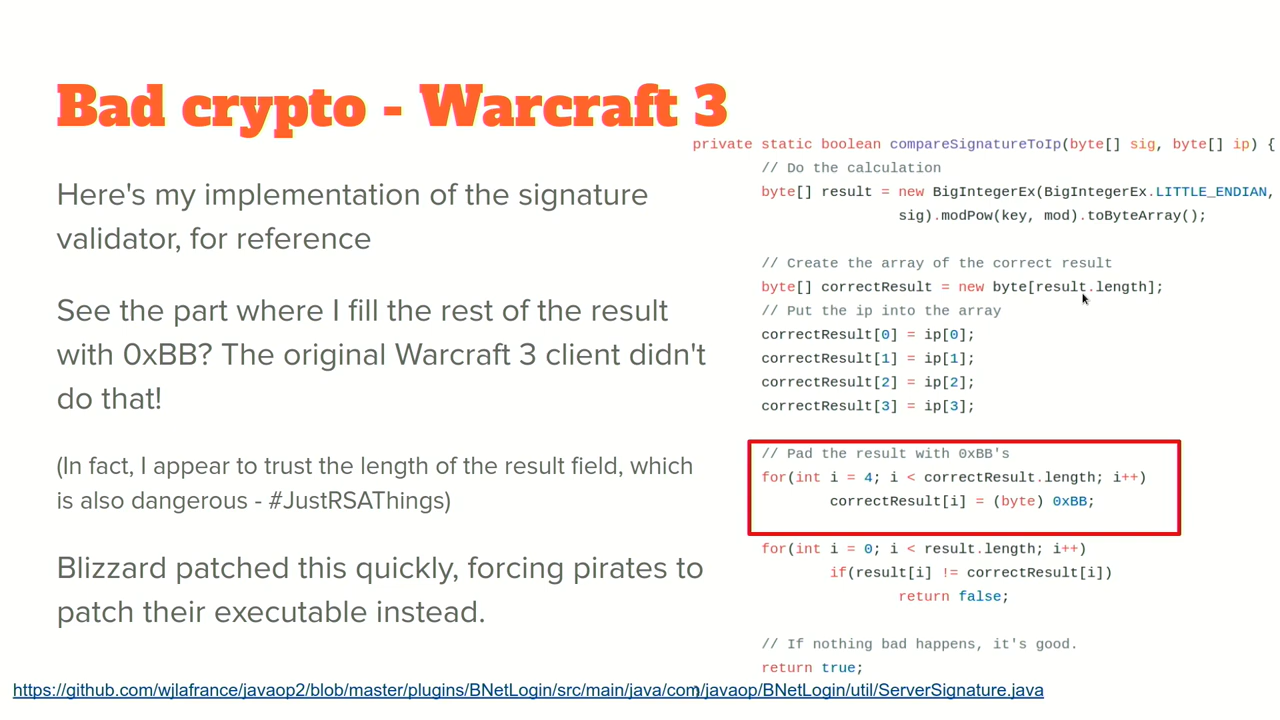 Bad crypto - Warcraft 3
Here's my implementation of the signature
validator, for reference
See the part where I fill the rest of the result
with 0xBB? The original Warcraft 3 client didn't
do that!
(In fact, I appear to trust the length of the result field, which
is also dangerous - #JustRSAThings)
Blizzard patched this quickly, forcing pirates to
patch their executable instead.
private static boolean compareSignatureToIp(byte[] sig, byte[] ip) {
// Do the calculation
byte[] result = new BigIntegerEx(BigIntegerEx.LITTLE_ENDIAN,
sig).modPow(key, mod).toByteArray();
// Create the array of the correct result
byte[] correctResult = new byte[result.length];
// Put the ip into the array
correctResult[0] = ip[0];
correctResult[1] = ip[1];
correctResult[2] = ip[2];
correctResult[3] = ip[3];
// Pad the result with 0xBB's
for(int i = 4; i < correctResult.length; i++)
correctResult[i] = (byte) 0xBB;
for(int i = 0; i < result.length; i++)
if(result[i] != correctResult[i])
return false;
// If nothing bad happens, it's good.
return true;
}
https://github.com/wjlafrance/javaop2/blob/master/plugins/BNetLogin/src/main/java/com/javaop/BNetLogin/util/ServerSignature.java